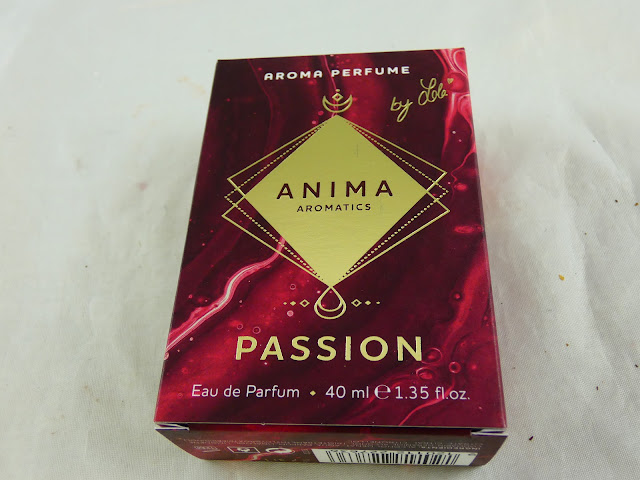 AROMA PERFUME
by Lola
ANIMA
AROMATICS
PASSION
Eau de Parfum • 40 ml ℮ 1.35 fl.oz.